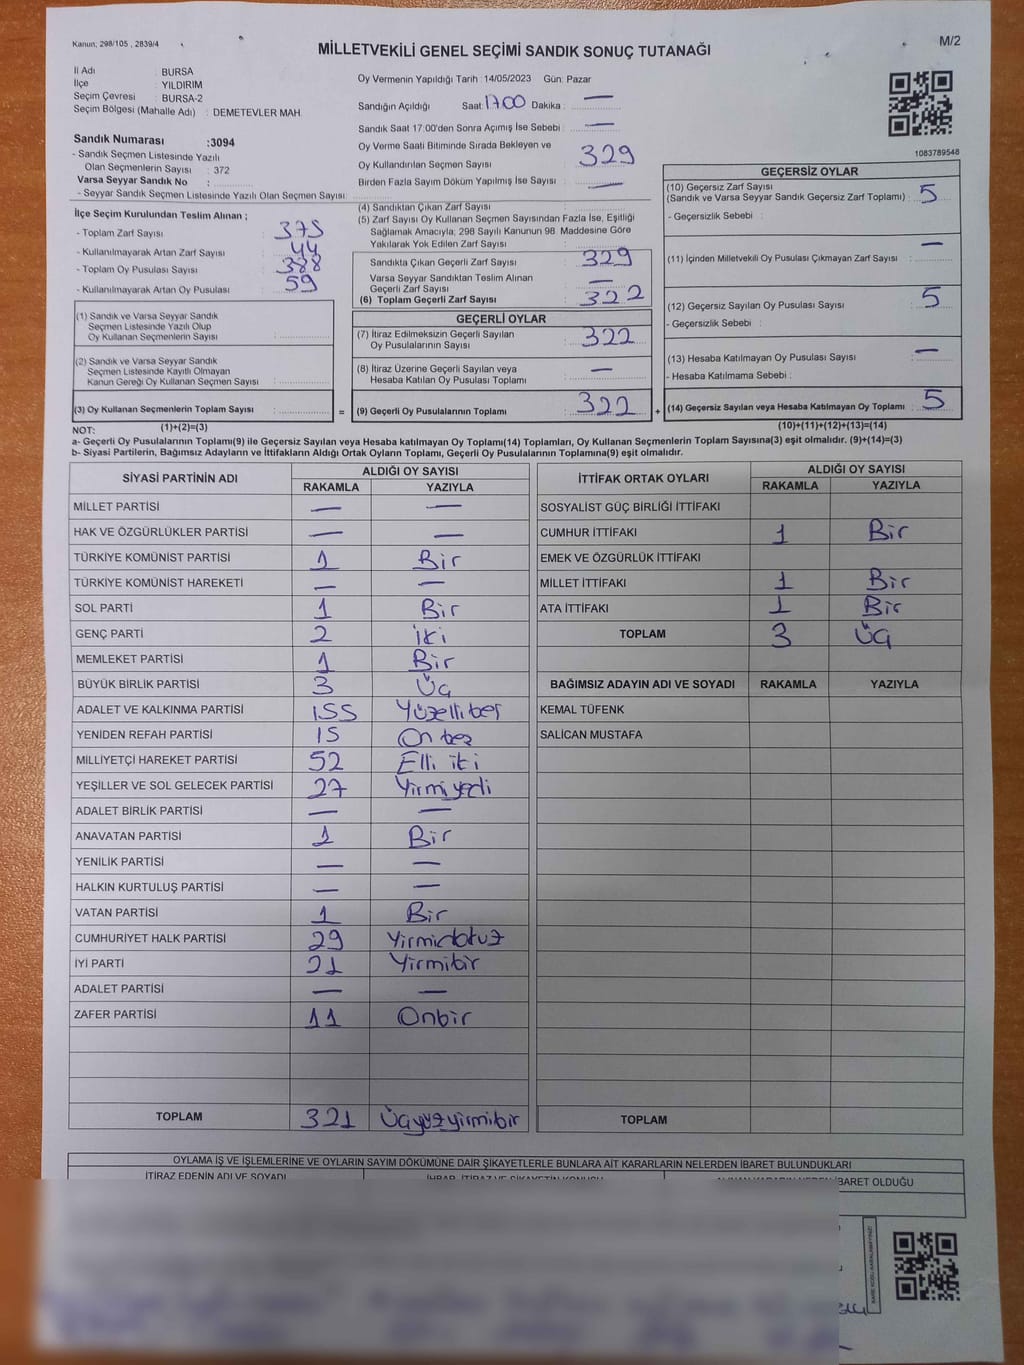 Kanun; 298/105 , 2839/4
M/2
MİLLETVEKİLİ GENEL SEÇİMİ SANDIK SONUÇ TUTANAĞI
İl Adı : BURSA
İlçe : YILDIRIM
Seçim Çevresi : BURSA-2
Seçim Bölgesi (Mahalle Adı) : DEMETEVLER MAH
Sandık Numarası :3094
- Sandık Seçmen Listesinde Yazılı
Olan Seçmenlerin Sayısı : 372
Varsa Seyyar Sandık No :
- Seyyar Sandık Seçmen Listesinde Yazılı Olan Seçmen Sayısı:
Oy Vermenin Yapıldığı Tarih :14/05/2023 Gün: Pazar
Sandığın Açıldığı Saat: 1700 Dakika : —
Sandık Saat 17:00'den Sonra Açımış İse Sebebi : —
Oy Verme Saati Bitiminde Sırada Bekleyen ve
Oy Kullandırılan Seçmen Sayısı : 329
Birden Fazla Sayım Döküm Yapılmış İse Sayısı : —
1083789548
İlçe Seçim Kurulundan Teslim Alınan ;
- Toplam Zarf Sayısı : 375
- Kullanılmayarak Artan Zarf Sayısı : 44
- Toplam Oy Pusulası Sayısı : 388
- Kullanılmayarak Artan Oy Pusulası : 59
(1) Sandık ve Varsa Seyyar Sandık
Seçmen Listesinde Yazılı Olup
Oy Kullanan Seçmenlerin Sayısı :
(2) Sandık ve Varsa Seyyar Sandık
Seçmen Listesinde Kayıtlı Olmayan
Kanun Gereği Oy Kullanan Seçmen Sayısı :
(3) Oy Kullanan Seçmenlerin Toplam Sayısı :
(1)+(2)=(3)
(4) Sandıktan Çıkan Zarf Sayısı :
(5) Zarf Sayısı Oy Kullanan Seçmen Sayısından Fazla İse, Eşitliği
Sağlamak Amacıyla; 298 Sayılı Kanunun 98. Maddesine Göre
Yakılarak Yok Edilen Zarf Sayısı :
Sandıkta Çıkan Geçerli Zarf Sayısı : 329
Varsa Seyyar Sandıktan Teslim Alınan
Geçerli Zarf Sayısı : —
(6) Toplam Geçerli Zarf Sayısı : 322
GEÇERLİ OYLAR
(7) İtiraz Edilmeksizin Geçerli Sayılan
Oy Pusulalarının Sayısı : 322
(8) İtiraz Üzerine Geçerli Sayılan veya
Hesaba Katılan Oy Pusulası Toplamı : —
= (9) Geçerli Oy Pusulalarının Toplamı : 322
GEÇERSİZ OYLAR
(10) Geçersiz Zarf Sayısı
(Sandık ve Varsa Seyyar Sandık Geçersiz Zarf Toplamı) : 5
- Geçersizlik Sebebi :
(11) İçinden Milletvekili Oy Pusulası Çıkmayan Zarf Sayısı : —
(12) Geçersiz Sayılan Oy Pusulası Sayısı : 5
- Geçersizlik Sebebi :
(13) Hesaba Katılmayan Oy Pusulası Sayısı : —
- Hesaba Katılmama Sebebi :
+ (14) Geçersiz Sayılan veya Hesaba Katılmayan Oy Toplamı : 5
(10)+(11)+(12)+(13)=(14)
NOT:
a- Geçerli Oy Pusulalarının Toplamı(9) ile Geçersiz Sayılan veya Hesaba katılmayan Oy Toplamı(14) Toplamları, Oy Kullanan Seçmenlerin Toplam Sayısına(3) eşit olmalıdır. (9)+(14)=(3)
b- Siyasi Partilerin, Bağımsız Adayların ve İttifakların Aldığı Ortak Oyların Toplamı, Geçerli Oy Pusulalarının Toplamına(9) eşit olmalıdır.
SİYASİ PARTİNİN ADI ALDIĞI OY SAYISI
RAKAMLA YAZIYLA
MİLLET PARTİSİ — —
HAK VE ÖZGÜRLÜKLER PARTİSİ — —
TÜRKİYE KOMÜNİST PARTİSİ 1 Bir
TÜRKİYE KOMÜNİST HAREKETİ — —
SOL PARTİ 1 Bir
GENÇ PARTİ 2 iki
MEMLEKET PARTİSİ 1 Bir
BÜYÜK BİRLİK PARTİSİ 3 Üç
ADALET VE KALKINMA PARTİSİ 155 Yüzellibeş
YENİDEN REFAH PARTİSİ 15 On beş
MİLLİYETÇİ HAREKET PARTİSİ 52 Elli iki
YEŞİLLER VE SOL GELECEK PARTİSİ 27 Yirmiyedi
ADALET BİRLİK PARTİSİ — —
ANAVATAN PARTİSİ 1 Bir
YENİLİK PARTİSİ — —
HALKIN KURTULUŞ PARTİSİ — —
VATAN PARTİSİ 1 Bir
CUMHURİYET HALK PARTİSİ 29 Yirmidokuz
İYİ PARTİ 21 Yirmibir
ADALET PARTİSİ — —
ZAFER PARTİSİ 11 Onbir
TOPLAM 321 Üçyüzyirmibir
İTTİFAK ORTAK OYLARI ALDIĞI OY SAYISI
RAKAMLA YAZIYLA
SOSYALİST GÜÇ BİRLİĞİ İTTİFAKI
CUMHUR İTTİFAKI 1 Bir
EMEK VE ÖZGÜRLÜK İTTİFAKI
MİLLET İTTİFAKI 1 Bir
ATA İTTİFAKI 1 Bir
TOPLAM 3 Üç
BAĞIMSIZ ADAYIN ADI VE SOYADI RAKAMLA YAZIYLA
KEMAL TÜFENK
SALİCAN MUSTAFA
TOPLAM
OYLAMA İŞ VE İŞLEMLERİNE VE OYLARIN SAYIM DÖKÜMÜNE DAİR ŞİKAYETLERLE BUNLARA AİT KARARLARIN NELERDEN İBARET BULUNDUKLARI
İTİRAZ EDENİN ADI VE SOYADI İHBAR, İTİRAZ VE ŞİKAYETİN KONUSU ALINAN KARARIN NEDEN İBARET OLDUĞU